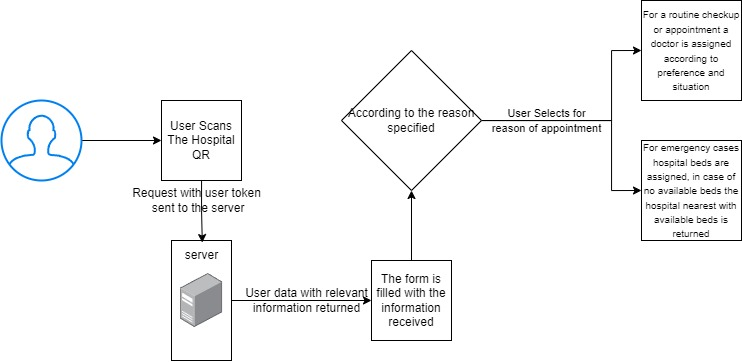 User Scans
The Hospital
QR
Request with user token
sent to the server
server
User data with relevant
information returned
The form is
filled with the
information
received
According to the reason
specified
User Selects for
reason of appointment
For a routine checkup
or appointment a
doctor is assigned
according to
preference and
situation
For emergency cases
hospital beds are
assigned, in case of
no available beds the
hospital nearest with
available beds is
returned